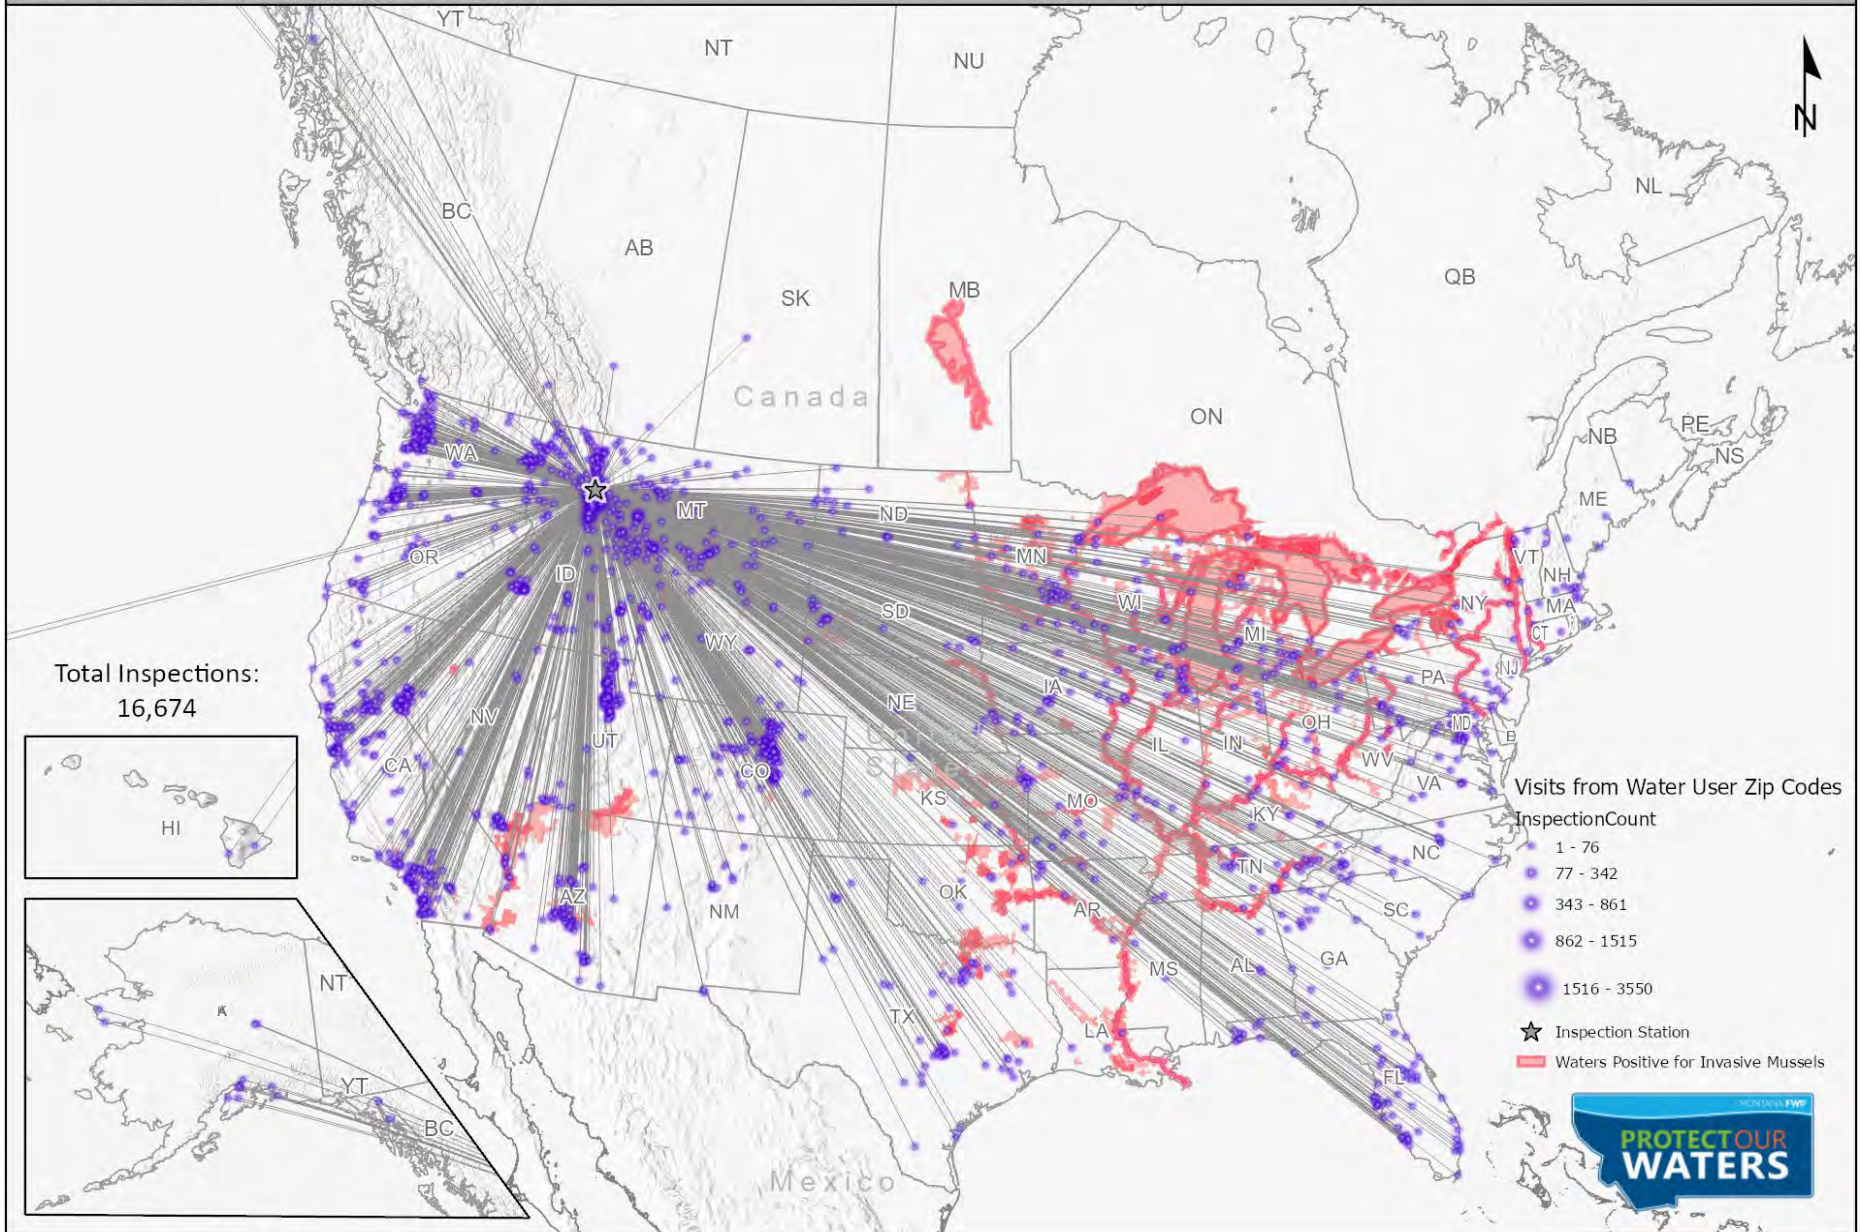 YT
NT
NU
N
NL
BC
AB
SK
MB
QB
Canada
ON
NB
PE
NS
WA
ME
MT
ND
OR
MN
VT
ID
NH
WI
NY
MA
SD
MI
CT
WY
Total Inspections:
16,674
NJ
PA
IA
NE
NV
MD
OH
UT
United
States
IL
IN
WV
CA
CO
VA
KS
MO
KY
HI
NC
TN
AZ
NM
OK
AR
SC
MS
AL
GA
TX
LA
FL
NT
YT
BC
Mexico
Visits from Water User Zip Codes
InspectionCount
1 - 76
77 - 342
343 - 861
862 - 1515
1516 - 3550
Inspection Station
Waters Positive for Invasive Mussels
MONTANA FWP
PROTECT OUR
WATERS